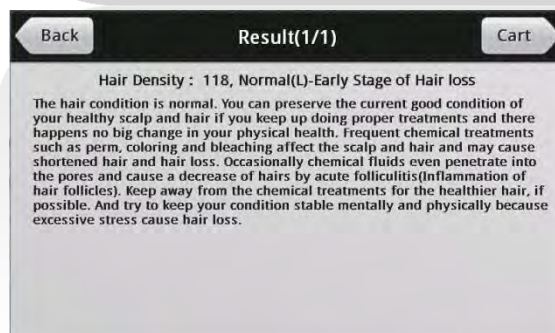 Back
Result(1/1)
Cart
Hair Density : 118, Normal(L)-Early Stage of Hair loss
The hair condition is normal. You can preserve the current good condition of
your healthy scalp and hair if you keep up doing proper treatments and there
happens no big change in your physical health. Frequent chemical treatments
such as perm, coloring and bleaching affect the scalp and hair and may cause
shortened hair and hair loss. Occasionally chemical fluids even penetrate into
the pores and cause a decrease of hairs by acute folliculitis(Inflammation of
hair follicles). Keep away from the chemical treatments for the healthier hair, if
possible. And try to keep your condition stable mentally and physically because
excessive stress cause hair loss.